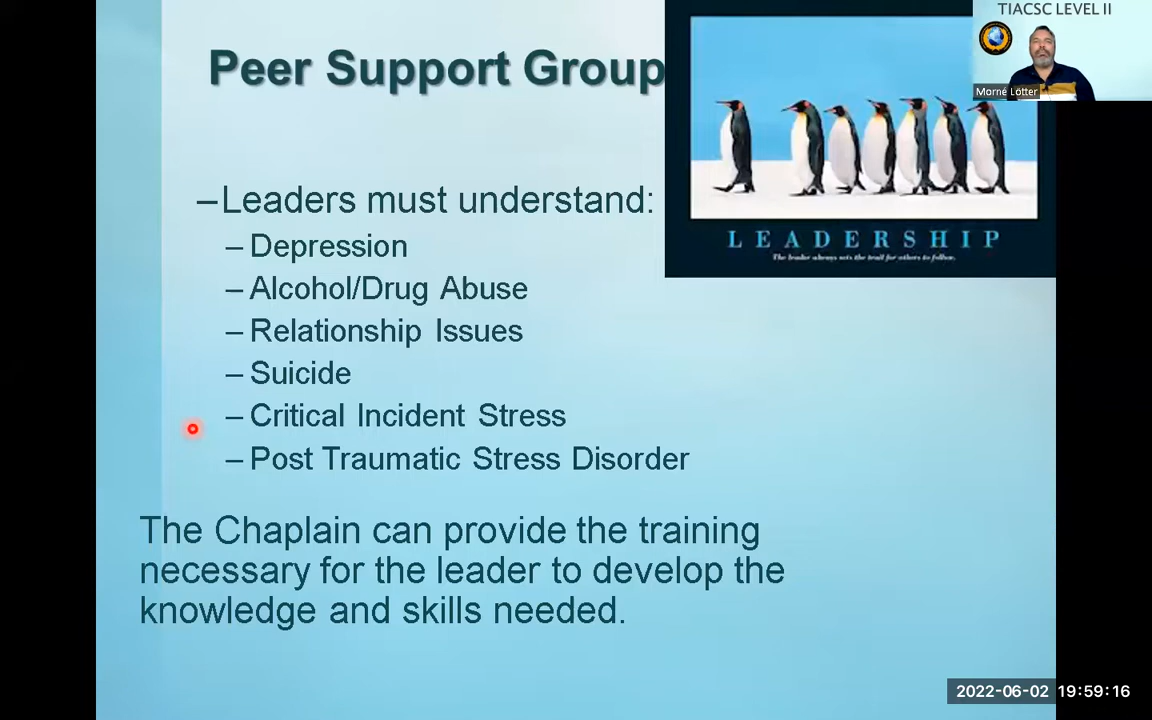 TIACSC LEVEL II
Peer Support Group
Morné Lötter
–Leaders must understand:
– Depression
– Alcohol/Drug Abuse
– Relationship Issues
– Suicide
– Critical Incident Stress
– Post Traumatic Stress Disorder
LEADERSHIP
The leader always sets the trail for others to follow.
The Chaplain can provide the training
necessary for the leader to develop the
knowledge and skills needed.
2022-06-02 19:59:16